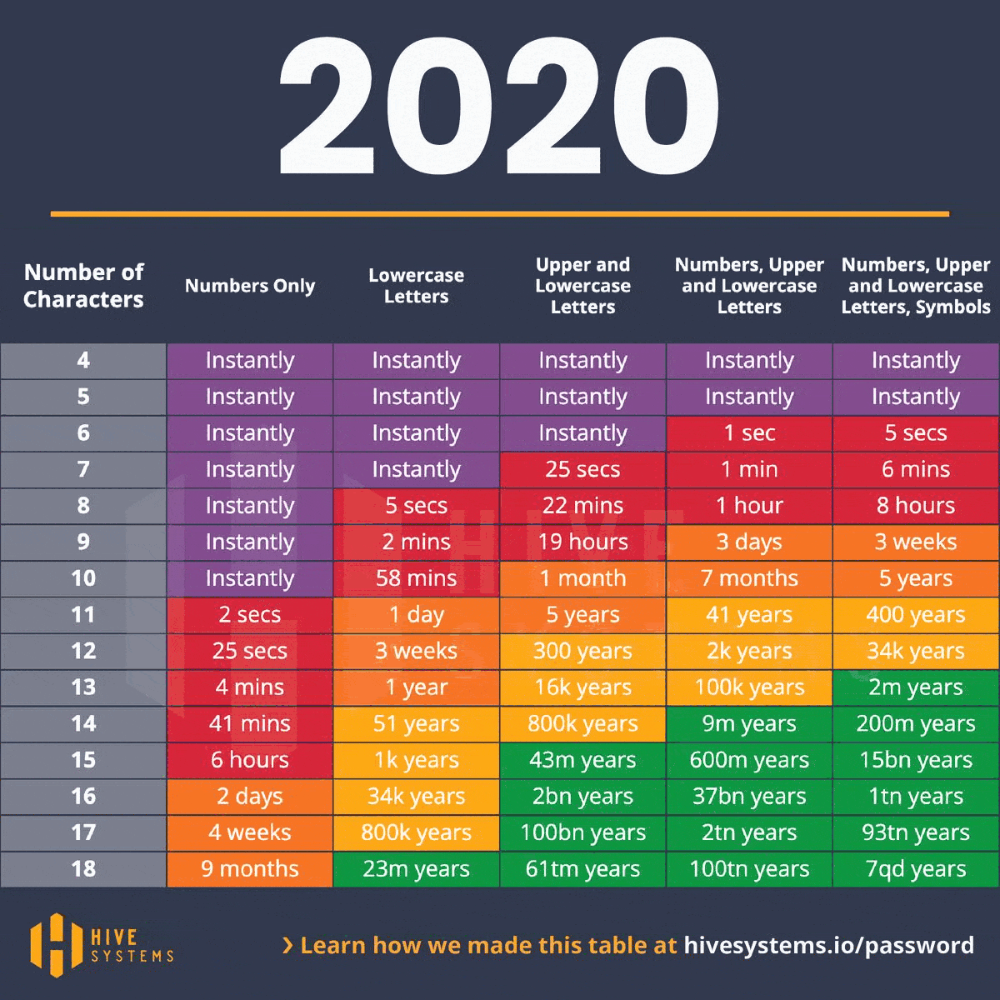 2020
Number of Characters | Numbers Only | Lowercase Letters | Upper and Lowercase Letters | Numbers, Upper and Lowercase Letters | Numbers, Upper and Lowercase Letters, Symbols
4 | Instantly | Instantly | Instantly | Instantly | Instantly
5 | Instantly | Instantly | Instantly | Instantly | Instantly
6 | Instantly | Instantly | Instantly | 1 sec | 5 secs
7 | Instantly | Instantly | 25 secs | 1 min | 6 mins
8 | Instantly | 5 secs | 22 mins | 1 hour | 8 hours
9 | Instantly | 2 mins | 19 hours | 3 days | 3 weeks
10 | Instantly | 58 mins | 1 month | 7 months | 5 years
11 | 2 secs | 1 day | 5 years | 41 years | 400 years
12 | 25 secs | 3 weeks | 300 years | 2k years | 34k years
13 | 4 mins | 1 year | 16k years | 100k years | 2m years
14 | 41 mins | 51 years | 800k years | 9m years | 200m years
15 | 6 hours | 1k years | 43m years | 600m years | 15bn years
16 | 2 days | 34k years | 2bn years | 37bn years | 1tn years
17 | 4 weeks | 800k years | 100bn years | 2tn years | 93tn years
18 | 9 months | 23m years | 61tm years | 100tn years | 7qd years
HIVE
SYSTEMS
› Learn how we made this table at hivesystems.io/password